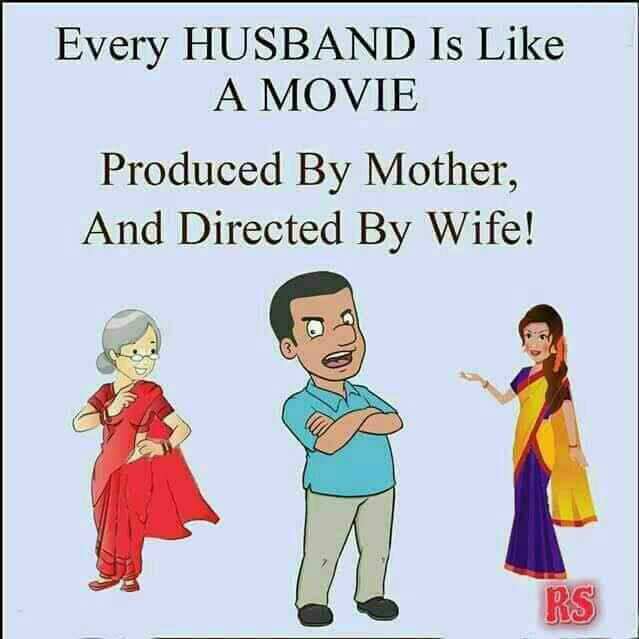 Every HUSBAND Is Like
A MOVIE
Produced By Mother,
And Directed By Wife!
RS